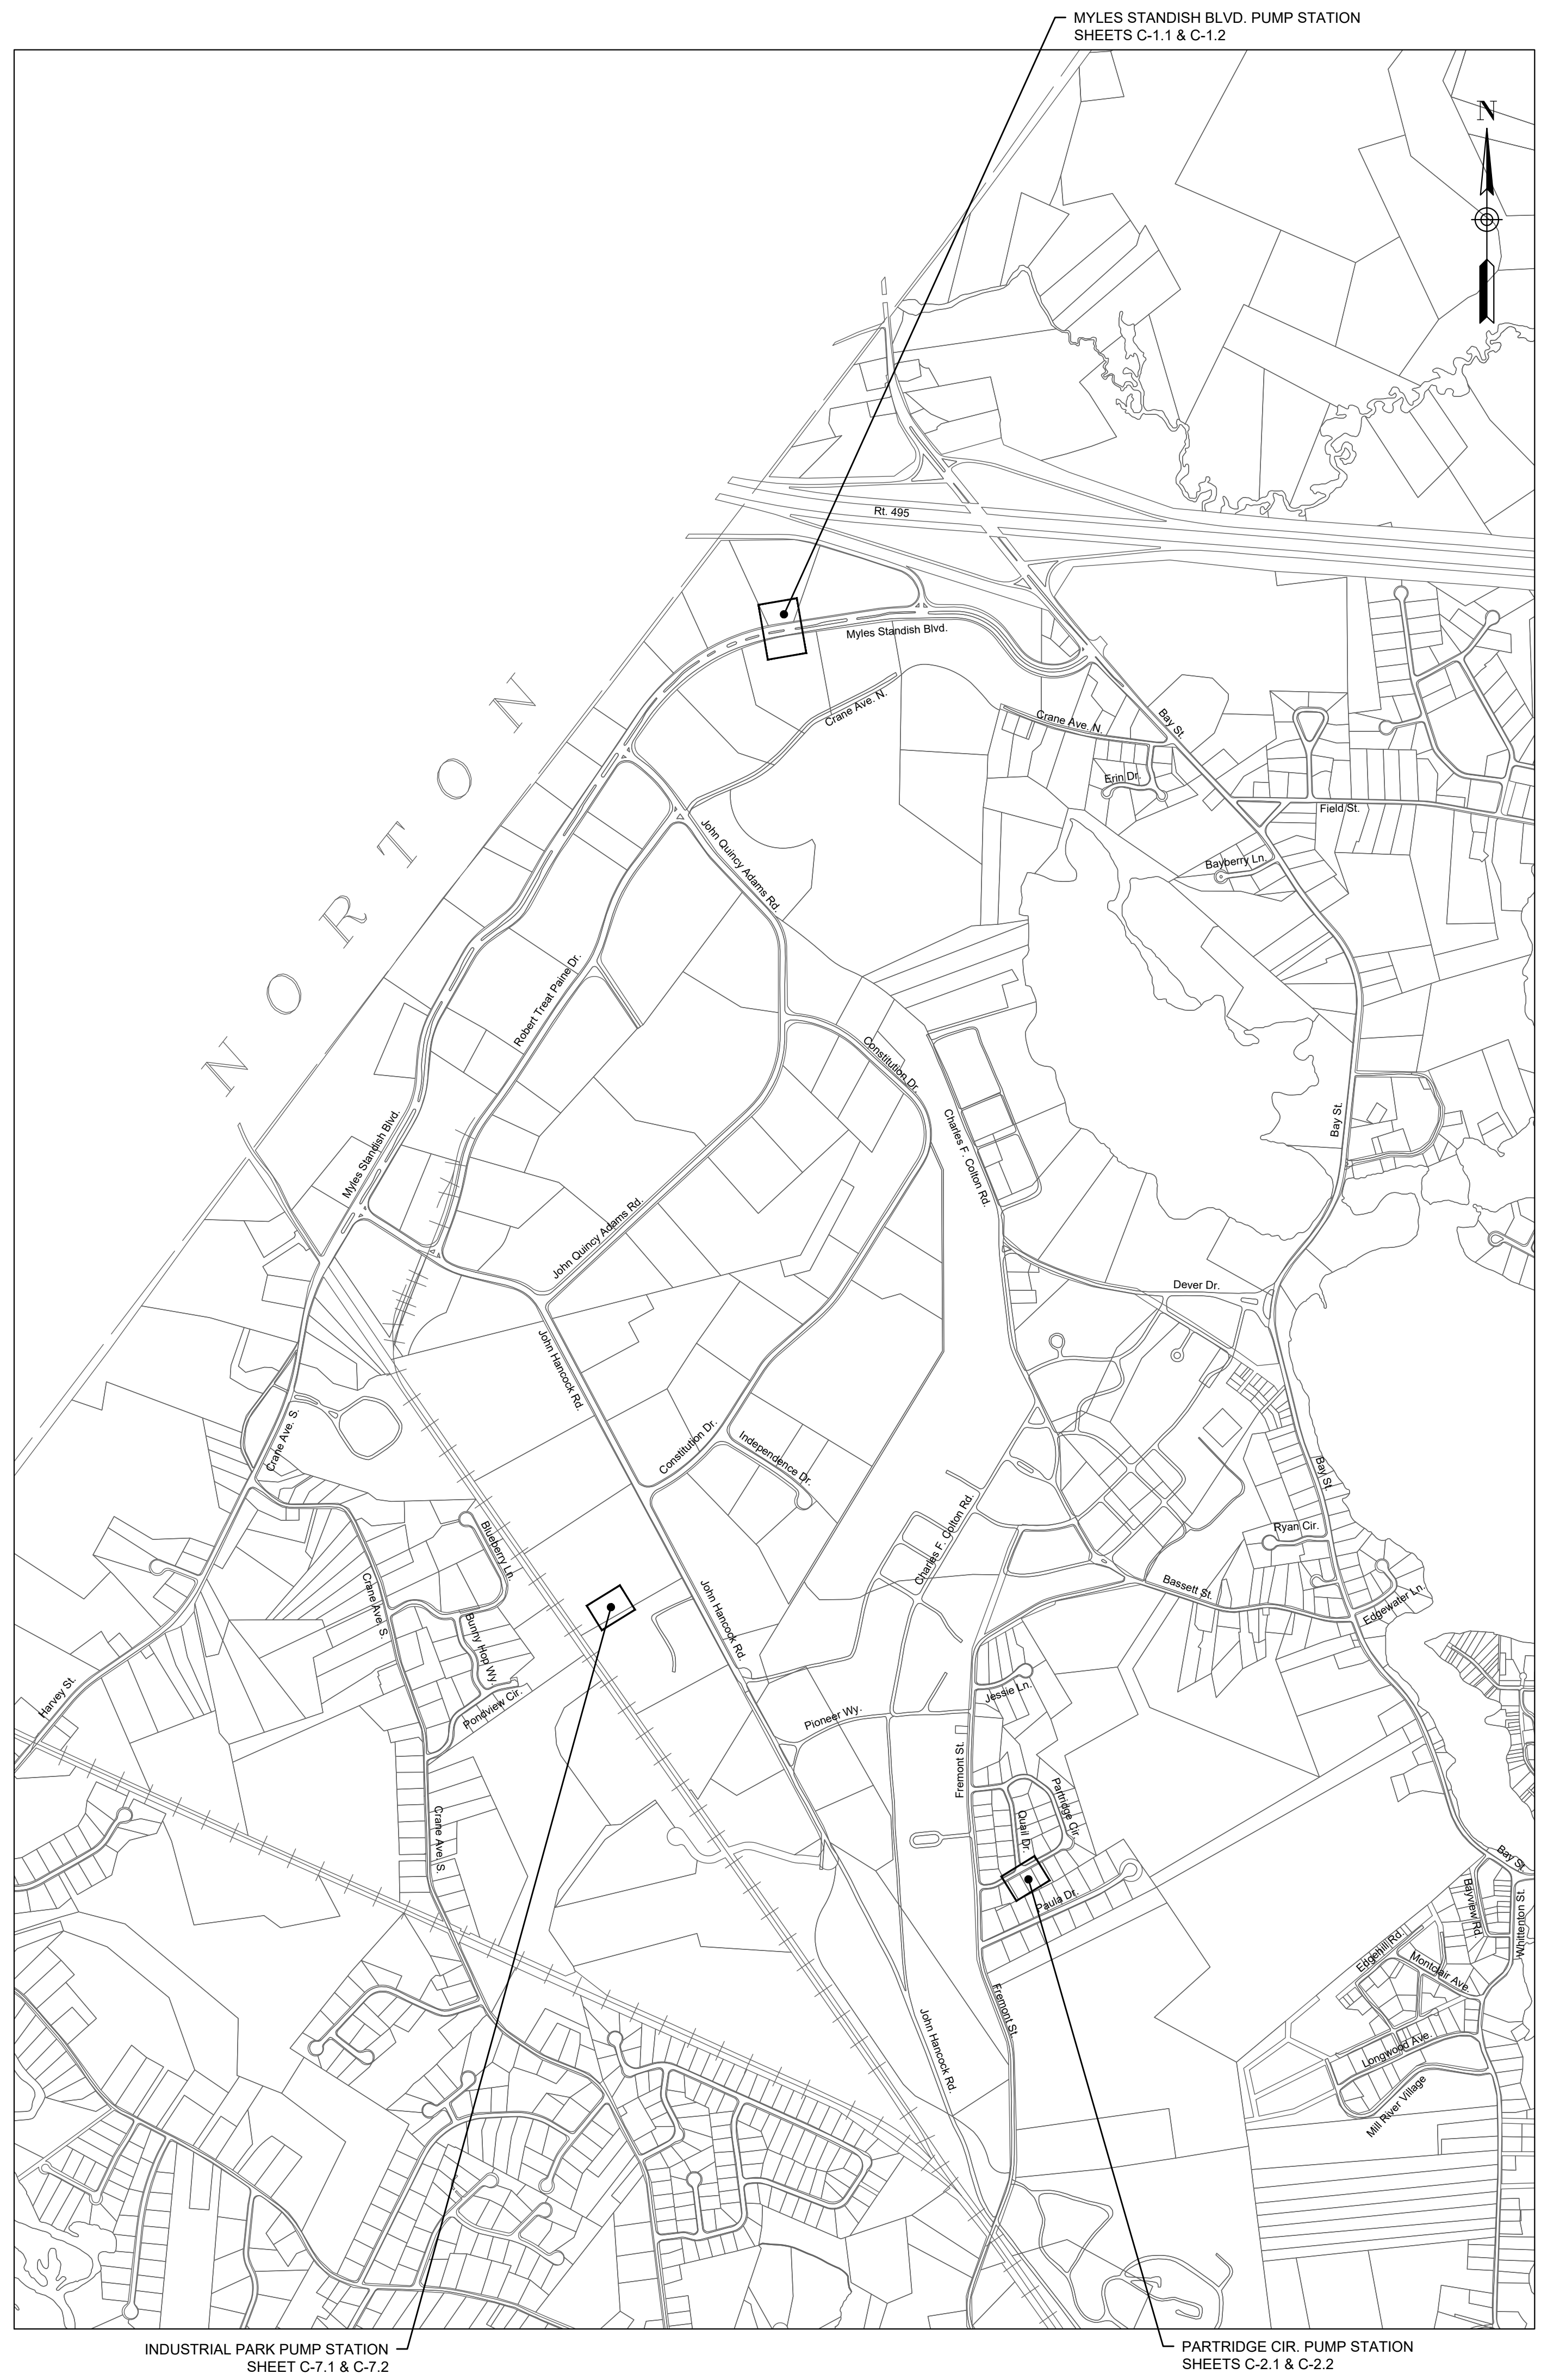 MYLES STANDISH BLVD. PUMP STATION
SHEETS C-1.1 & C-1.2
N
Rt. 495
Myles Standish Blvd.
Crane Ave. N.
Crane Ave. N.
Bay St.
Erin Dr.
Field St.
NORTON
John Quincy Adams Rd.
Bayberry Ln.
Robert Treat Paine Dr.
Constitution Dr.
Charles F. Colton Rd.
Bay St.
Myles Standish Blvd.
John Quincy Adams Rd.
Dever Dr.
John Hancock Rd.
Crane Ave. S.
Constitution Dr.
Independence Dr.
Bay St.
Charles F. Colton Rd.
Ryan Cir.
Blueberry Ln.
Crane Ave. S.
Bassett St.
Edgewater Ln.
John Hancock Rd.
Bunny Hop Wy.
Harvey St.
Pondview Cir.
Jessie Ln.
Pioneer Wy.
Fremont St.
Partridge Cir.
Quail Dr.
Crane Ave. S.
Paula Dr.
Bay St.
Bayview Rd.
Whittenton St.
Edgehill Rd.
Montclair Ave.
Fremont St.
John Hancock Rd.
Longwood Ave.
Mill River Village
INDUSTRIAL PARK PUMP STATION
SHEET C-7.1 & C-7.2
PARTRIDGE CIR. PUMP STATION
SHEETS C-2.1 & C-2.2